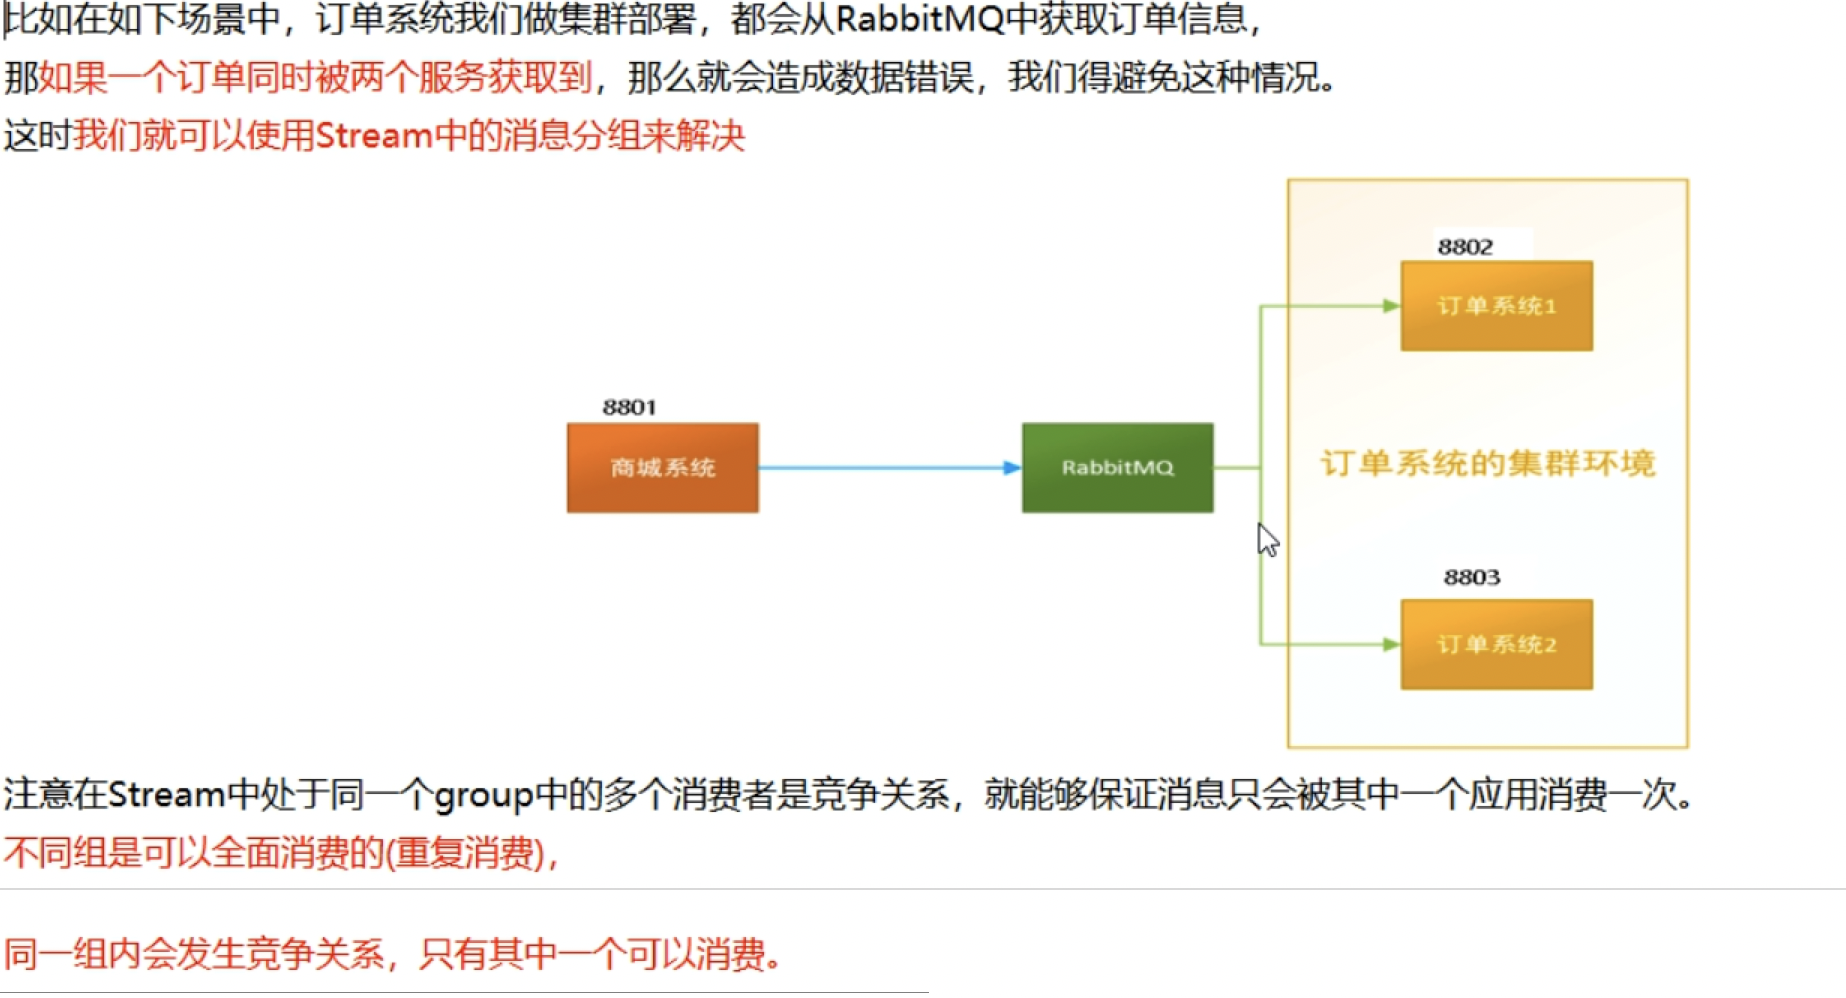 比如在如下场景中，订单系统我们做集群部署，都会从RabbitMQ中获取订单信息，
那如果一个订单同时被两个服务获取到，那么就会造成数据错误，我们得避免这种情况。
这时我们就可以使用Stream中的消息分组来解决
8802
订单系统1
8801
商城系统
RabbitMQ
订单系统的集群环境
8803
订单系统2
注意在Stream中处于同一个group中的多个消费者是竞争关系，就能够保证消息只会被其中一个应用消费一次。
不同组是可以全面消费的(重复消费)，
同一组内会发生竞争关系，只有其中一个可以消费。